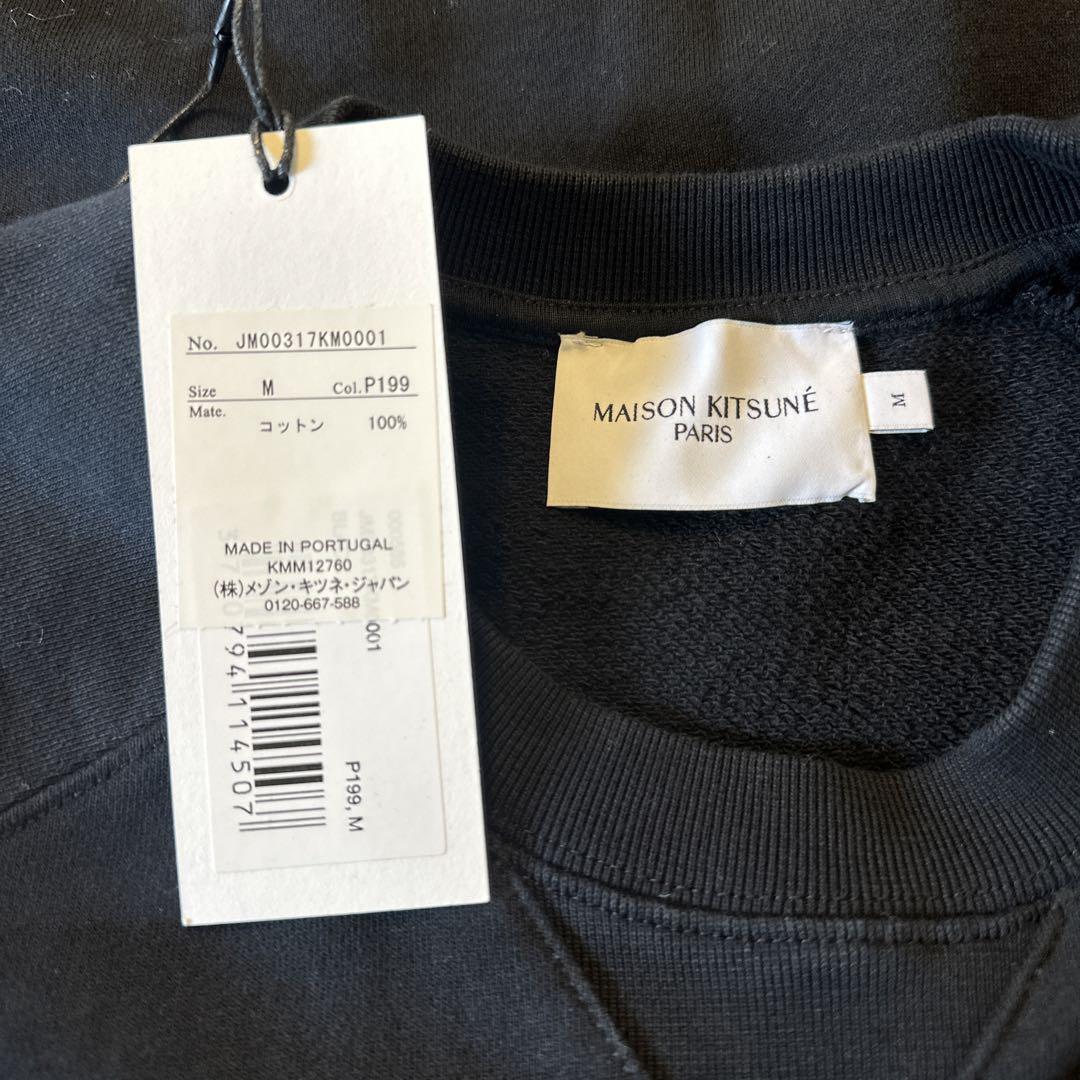 No. JM00317KM0001
Size M Col.P199
Mate.
コットン 100%
MADE IN PORTUGAL
KMM12760
(株)メゾン・キツネ・ジャパン
0120-667-588
P199, M
MAISON KITSUNÉ
PARIS
M